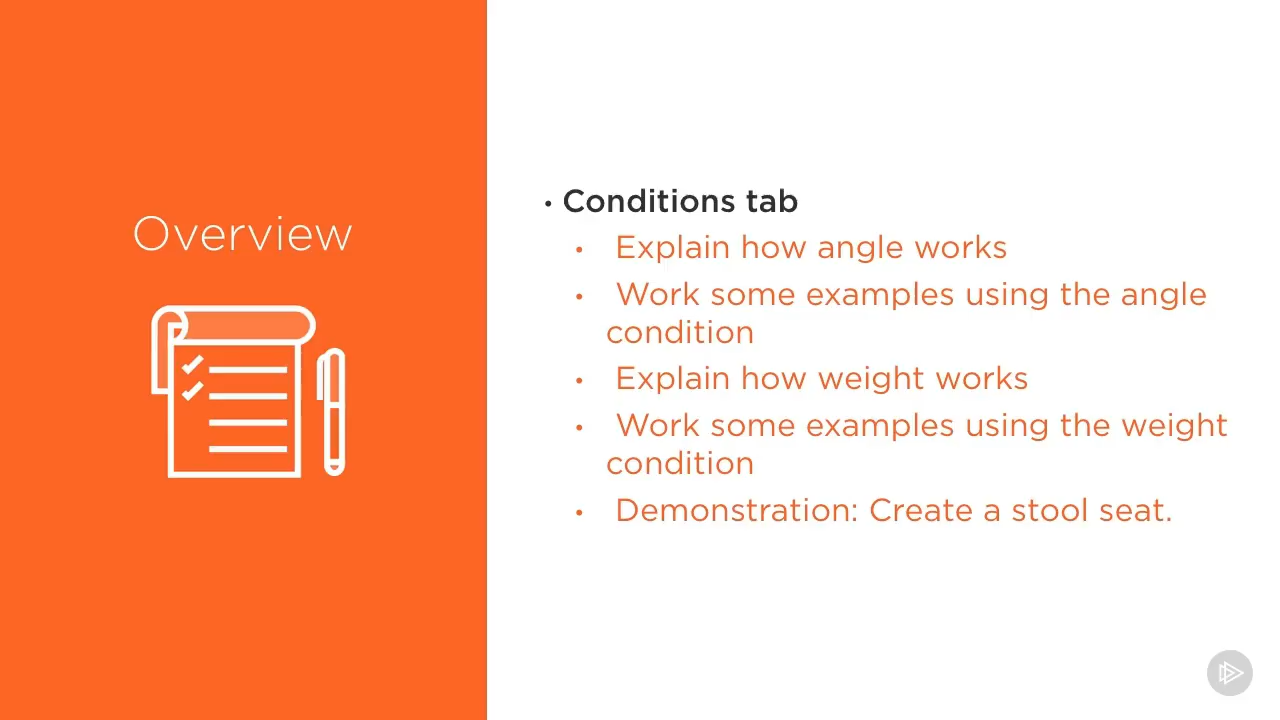 Overview
• Conditions tab
• Explain how angle works
• Work some examples using the angle
condition
• Explain how weight works
• Work some examples using the weight
condition
• Demonstration: Create a stool seat.